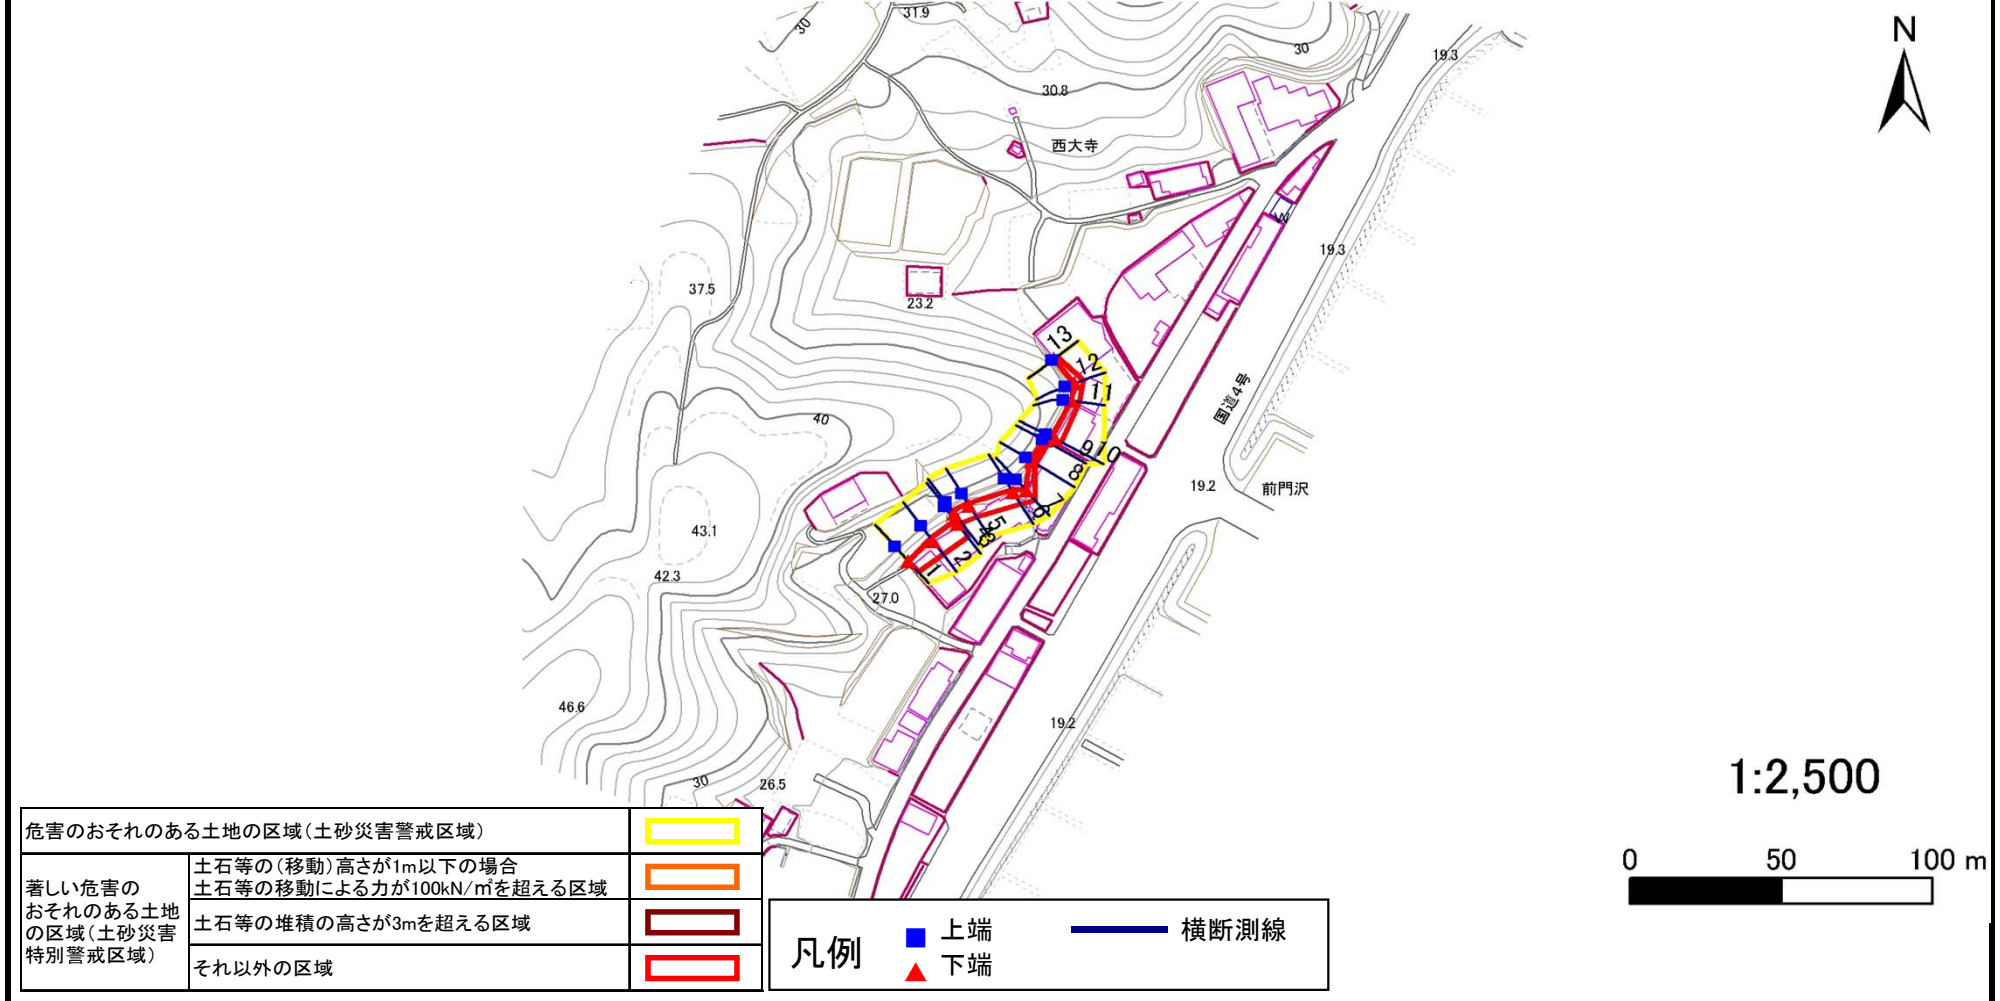 30
31.9
30
19.3
30.8
西大寺
N
W
19.3
37.5
23.2
13
12
11
国道4号
40
9
10
8
19.2
前門沢
7
6
5
4
3
2
1
43.1
42.3
27.0
46.6
19.2
30
26.5
1:2,500
0 50 100 m
危害のおそれのある土地の区域(土砂災害警戒区域)
著しい危害の
おそれのある土地
の区域(土砂災害
特別警戒区域)
土石等の(移動)高さが1m以下の場合
土石等の移動による力が100kN/㎡を超える区域
土石等の堆積の高さが3mを超える区域
それ以外の区域
凡例
上端
下端
横断測線